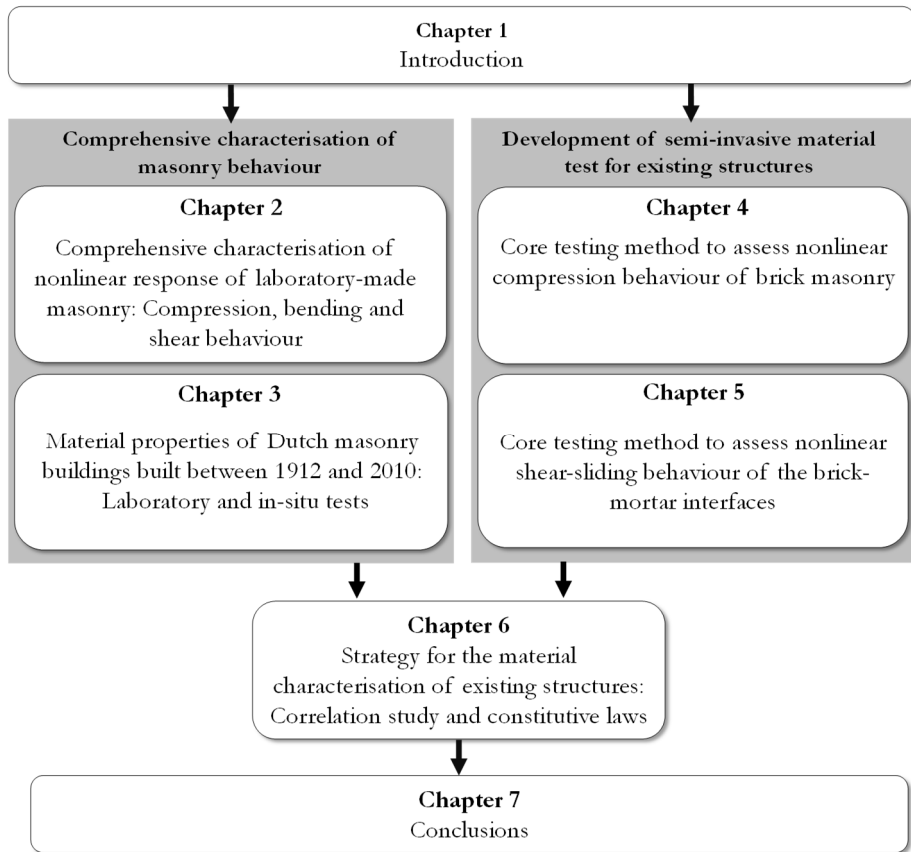 Chapter 1
Introduction
Comprehensive characterisation of
masonry behaviour
Chapter 2
Comprehensive characterisation of
nonlinear response of laboratory-made
masonry: Compression, bending and
shear behaviour
Chapter 3
Material properties of Dutch masonry
buildings built between 1912 and 2010:
Laboratory and in-situ tests
Development of semi-invasive material
test for existing structures
Chapter 4
Core testing method to assess nonlinear
compression behaviour of brick masonry
Chapter 5
Core testing method to assess nonlinear
shear-sliding behaviour of the brick-
mortar interfaces
Chapter 6
Strategy for the material
characterisation of existing structures:
Correlation study and constitutive laws
Chapter 7
Conclusions